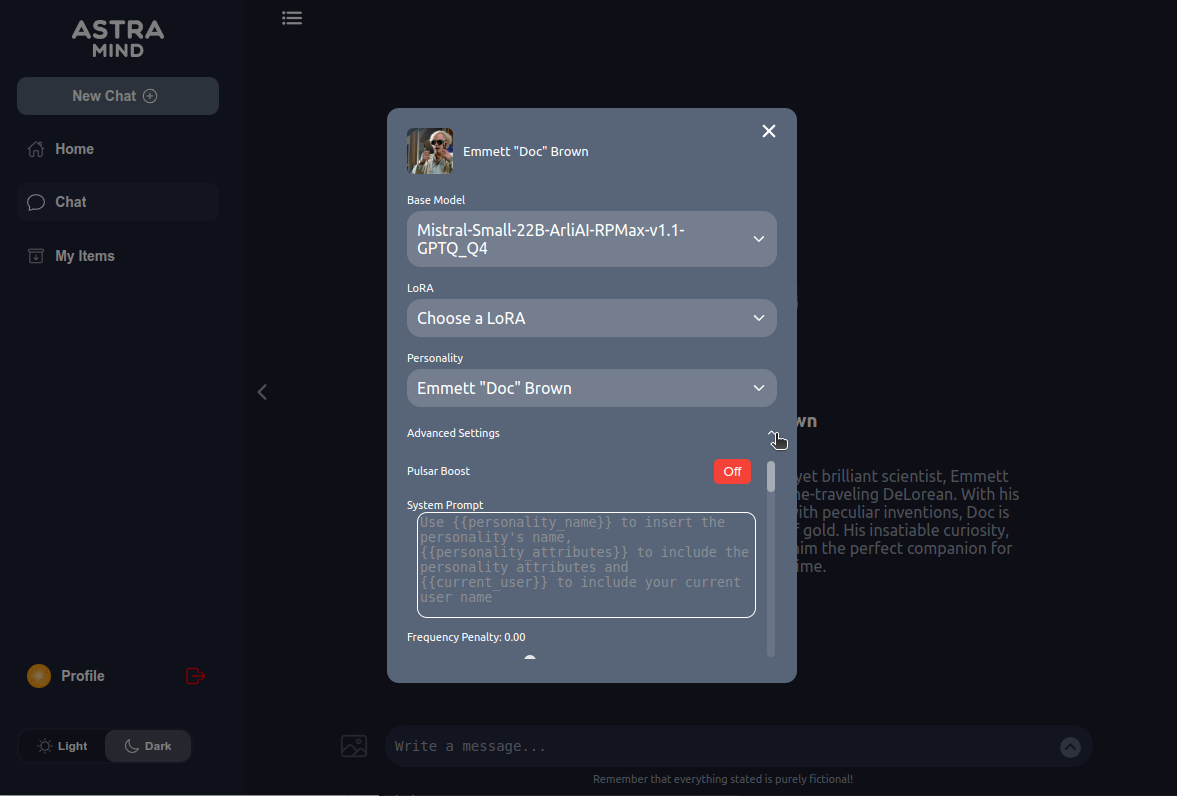 ASTRA
MIND
New Chat
Home
Chat
My Items
Profile
Light
Dark
Emmett "Doc" Brown
Base Model
Mistral-Small-22B-ArliAI-RPMax-v1.1-
GPTQ_Q4
LoRA
Choose a LoRA
Personality
Emmett "Doc" Brown
Advanced Settings
Pulsar Boost
Off
System Prompt
Use {{personality_name}} to insert the
personality's name,
{{personality_attributes}} to include the
personality attributes and
{{current_user}} to include your current
user name
Frequency Penalty: 0.00
wn
yet brilliant scientist, Emmett
ne-traveling DeLorean. With his
ith peculiar inventions, Doc is
gold. His insatiable curiosity,
im the perfect companion for
ime.
Write a message...
Remember that everything stated is purely fictional!